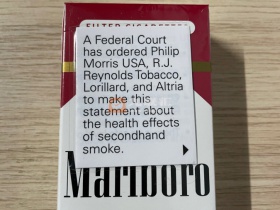 FILTER CIGARETTES
A Federal Court
has ordered Philip
Morris USA, R.J.
Reynolds Tobacco,
Lorillard, and Altria
to make this
statement about
the health effects
of secondhand
smoke.
Marlboro